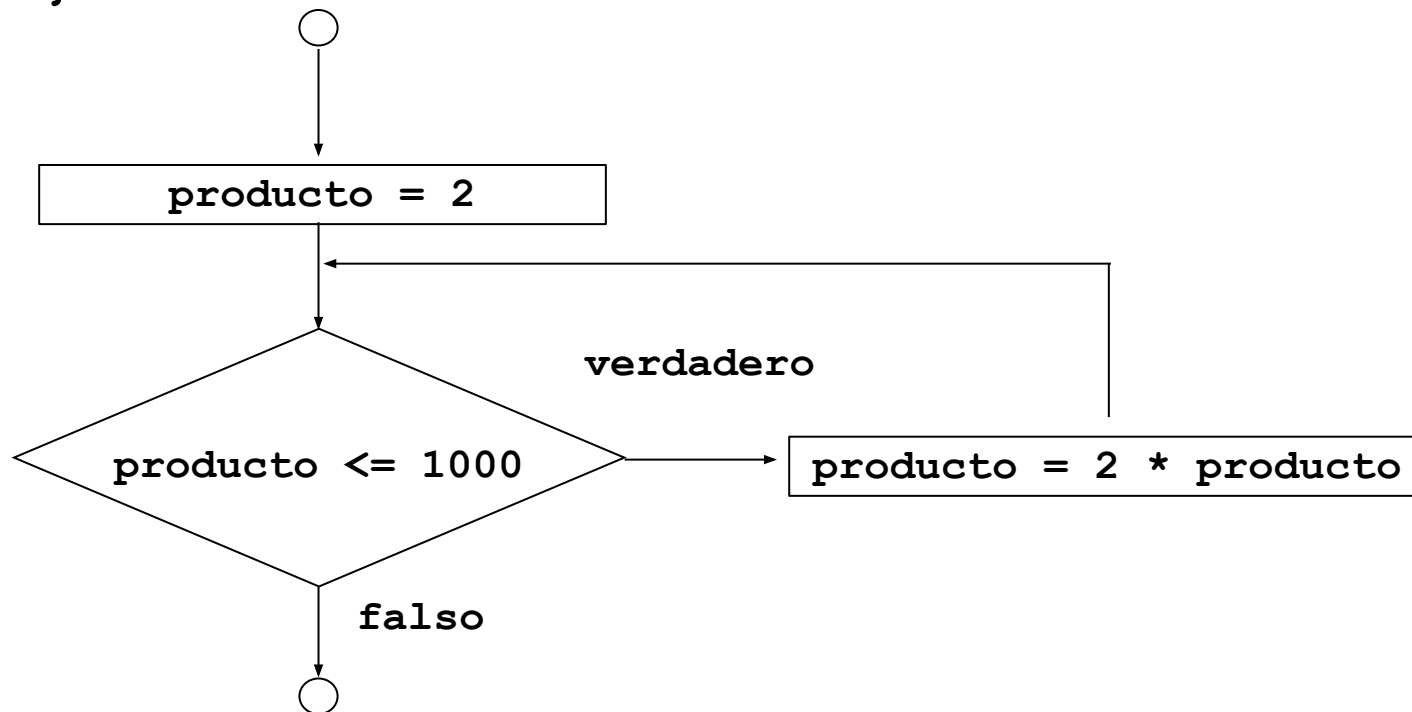 producto = 2
verdadero
producto <= 1000
producto = 2 * producto
falso